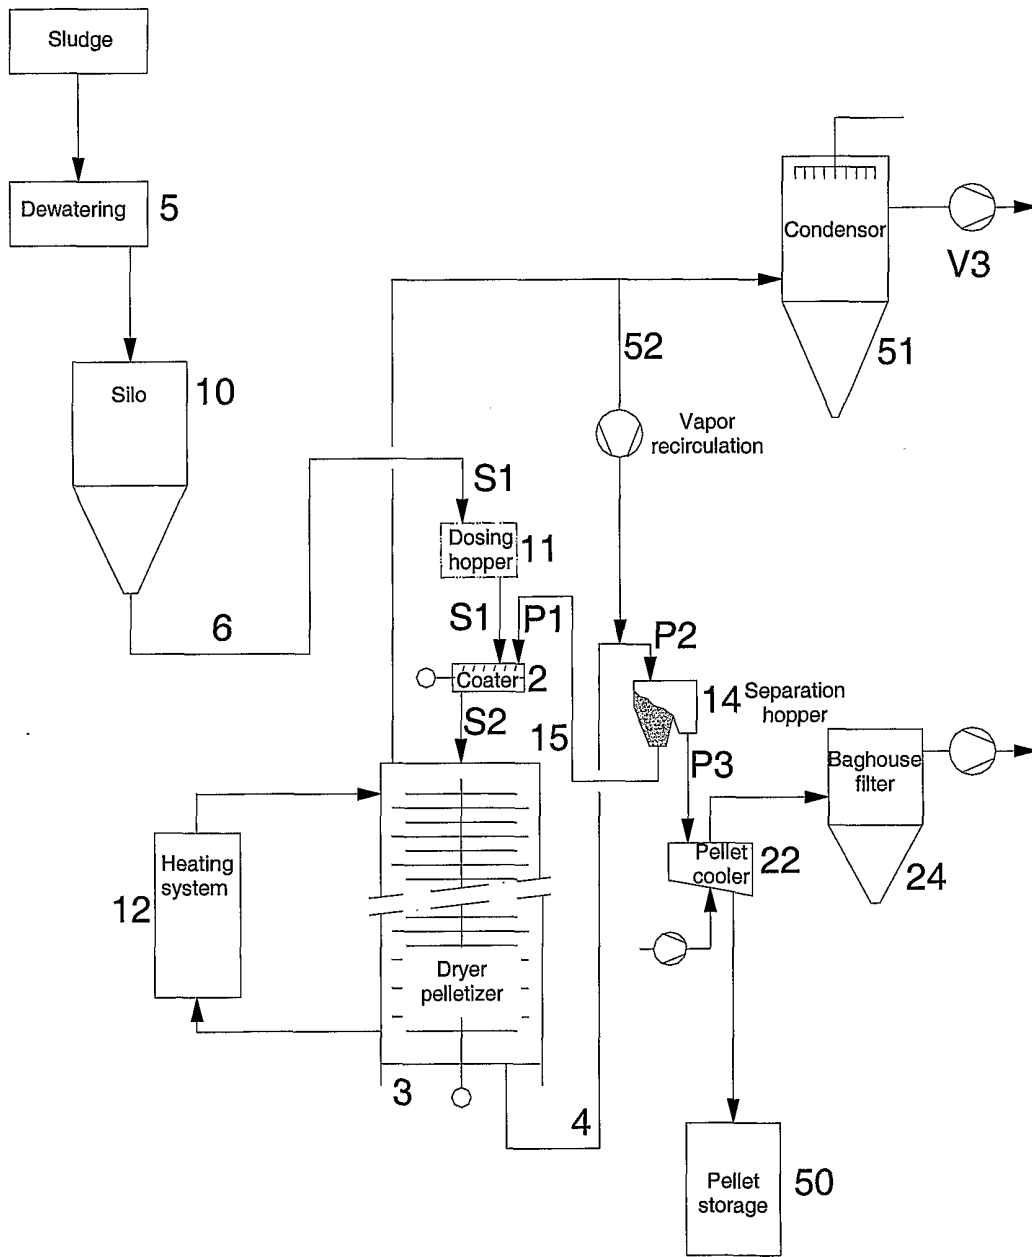 Sludge
Dewatering
5
Condensor
V3
52
51
Silo
10
Vapor
recirculation
S1
Dosing
hopper
11
6
S1
P1
P2
Coater
2
14
Separation
hopper
S2
15
P3
Baghouse
filter
Heating
system
12
Pellet
cooler
22
24
Dryer
pelletizer
3
4
Pellet
storage
50